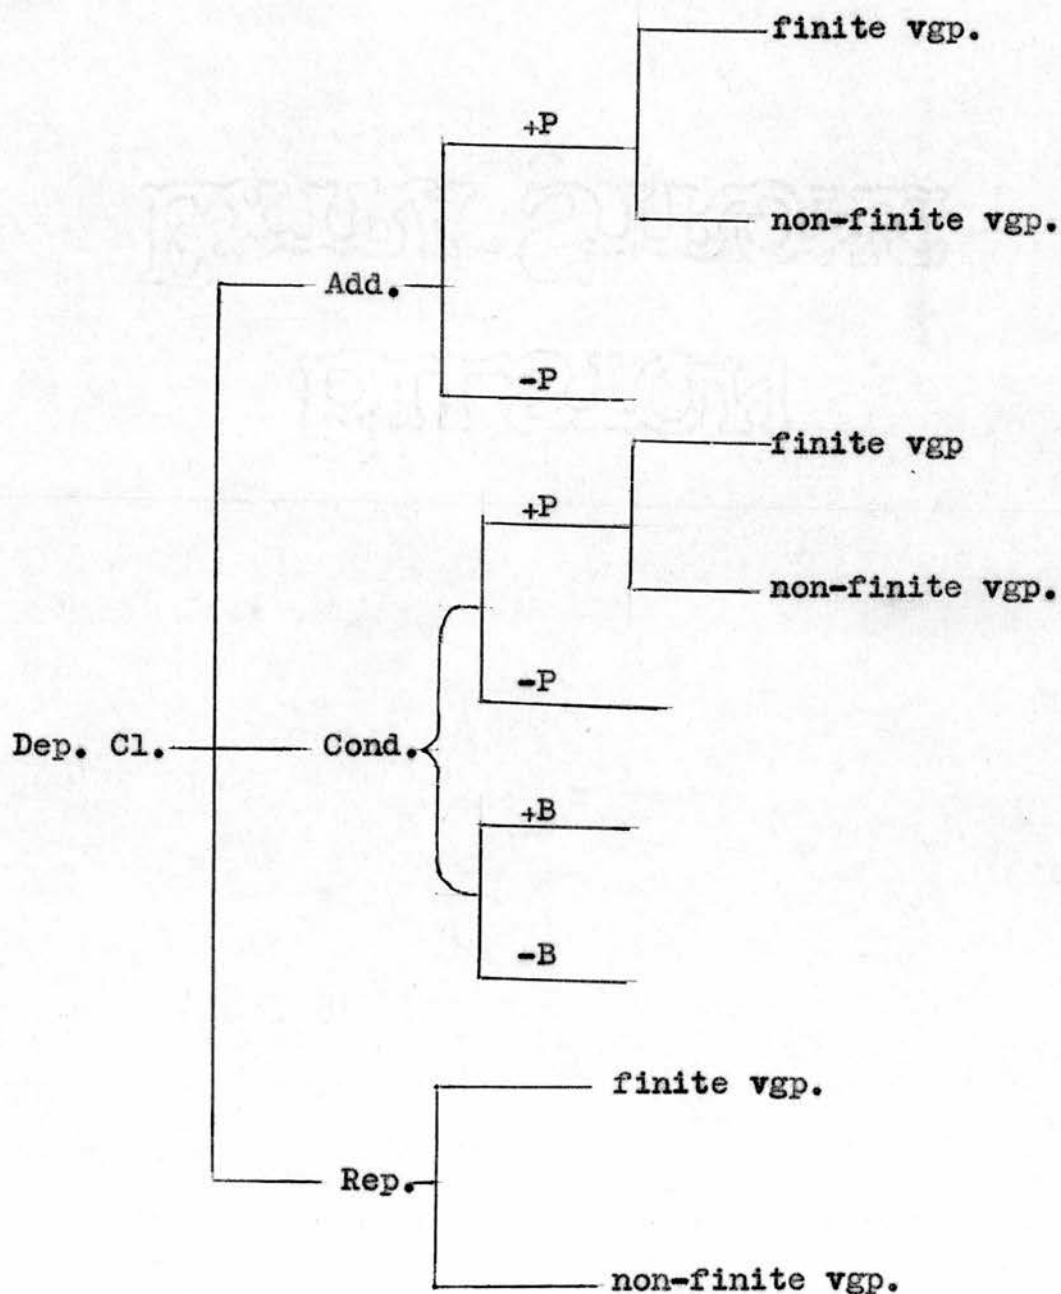 finite vgp.
+P
non-finite vgp.
Add.
-P
finite vgp
+P
non-finite vgp.
-P
Dep. Cl.
Cond.
+B
-B
finite vgp.
Rep.
non-finite vgp.